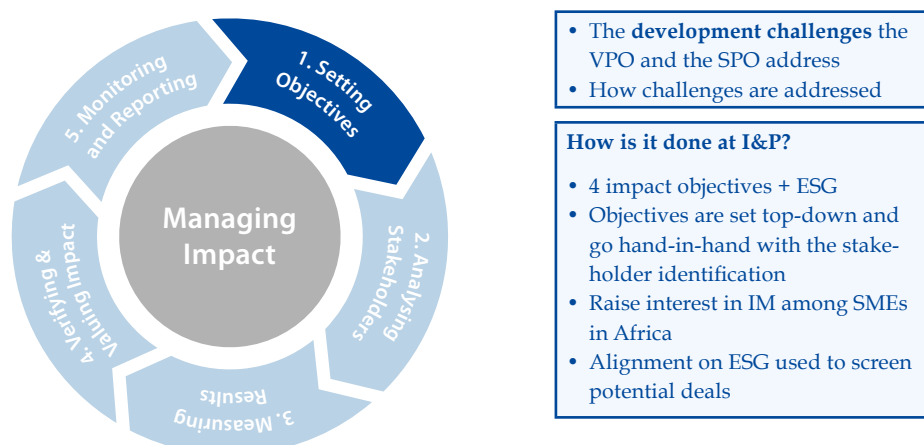 1. Setting
Objectives
2. Analysing
Stakeholders
3. Measuring
Results
4. Verifying &
Valuing Impact
5. Monitoring
and Reporting
Managing
Impact
• The development challenges the
VPO and the SPO address
• How challenges are addressed
How is it done at I&P?
• 4 impact objectives + ESG
• Objectives are set top-down and
go hand-in-hand with the stake-
holder identification
• Raise interest in IM among SMEs
in Africa
• Alignment on ESG used to screen
potential deals